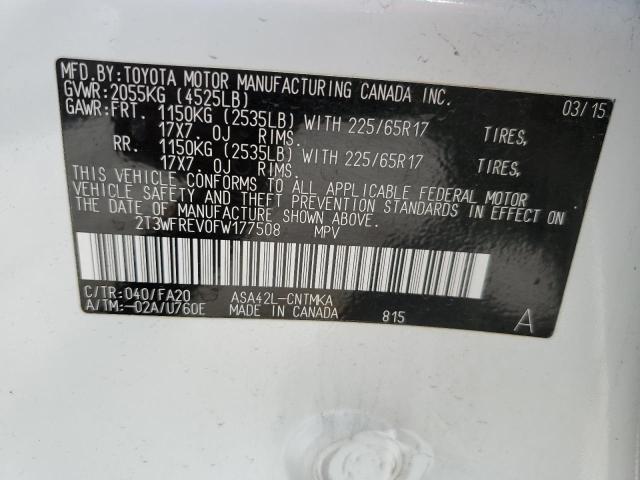 MFD. BY: TOYOTA MOTOR MANUFACTURING CANADA INC. 03/15
GVWR: 2055KG (4525LB)
GAWR: FRT. 1150KG (2535LB) WITH 225/65R17 TIRES,
17X7.0J RIMS.
RR. 1150KG (2535LB) WITH 225/65R17 TIRES,
17X7.0J RIMS.
THIS VEHICLE CONFORMS TO ALL APPLICABLE FEDERAL MOTOR
VEHICLE SAFETY AND THEFT PREVENTION STANDARDS IN EFFECT ON
THE DATE OF MANUFACTURE SHOWN ABOVE.
2T3WFREV0FW177508 MPV
C/TR: 040/FA20 ASA42L-CNTMKA
A/TM: -02A/U760E MADE IN CANADA 815 A